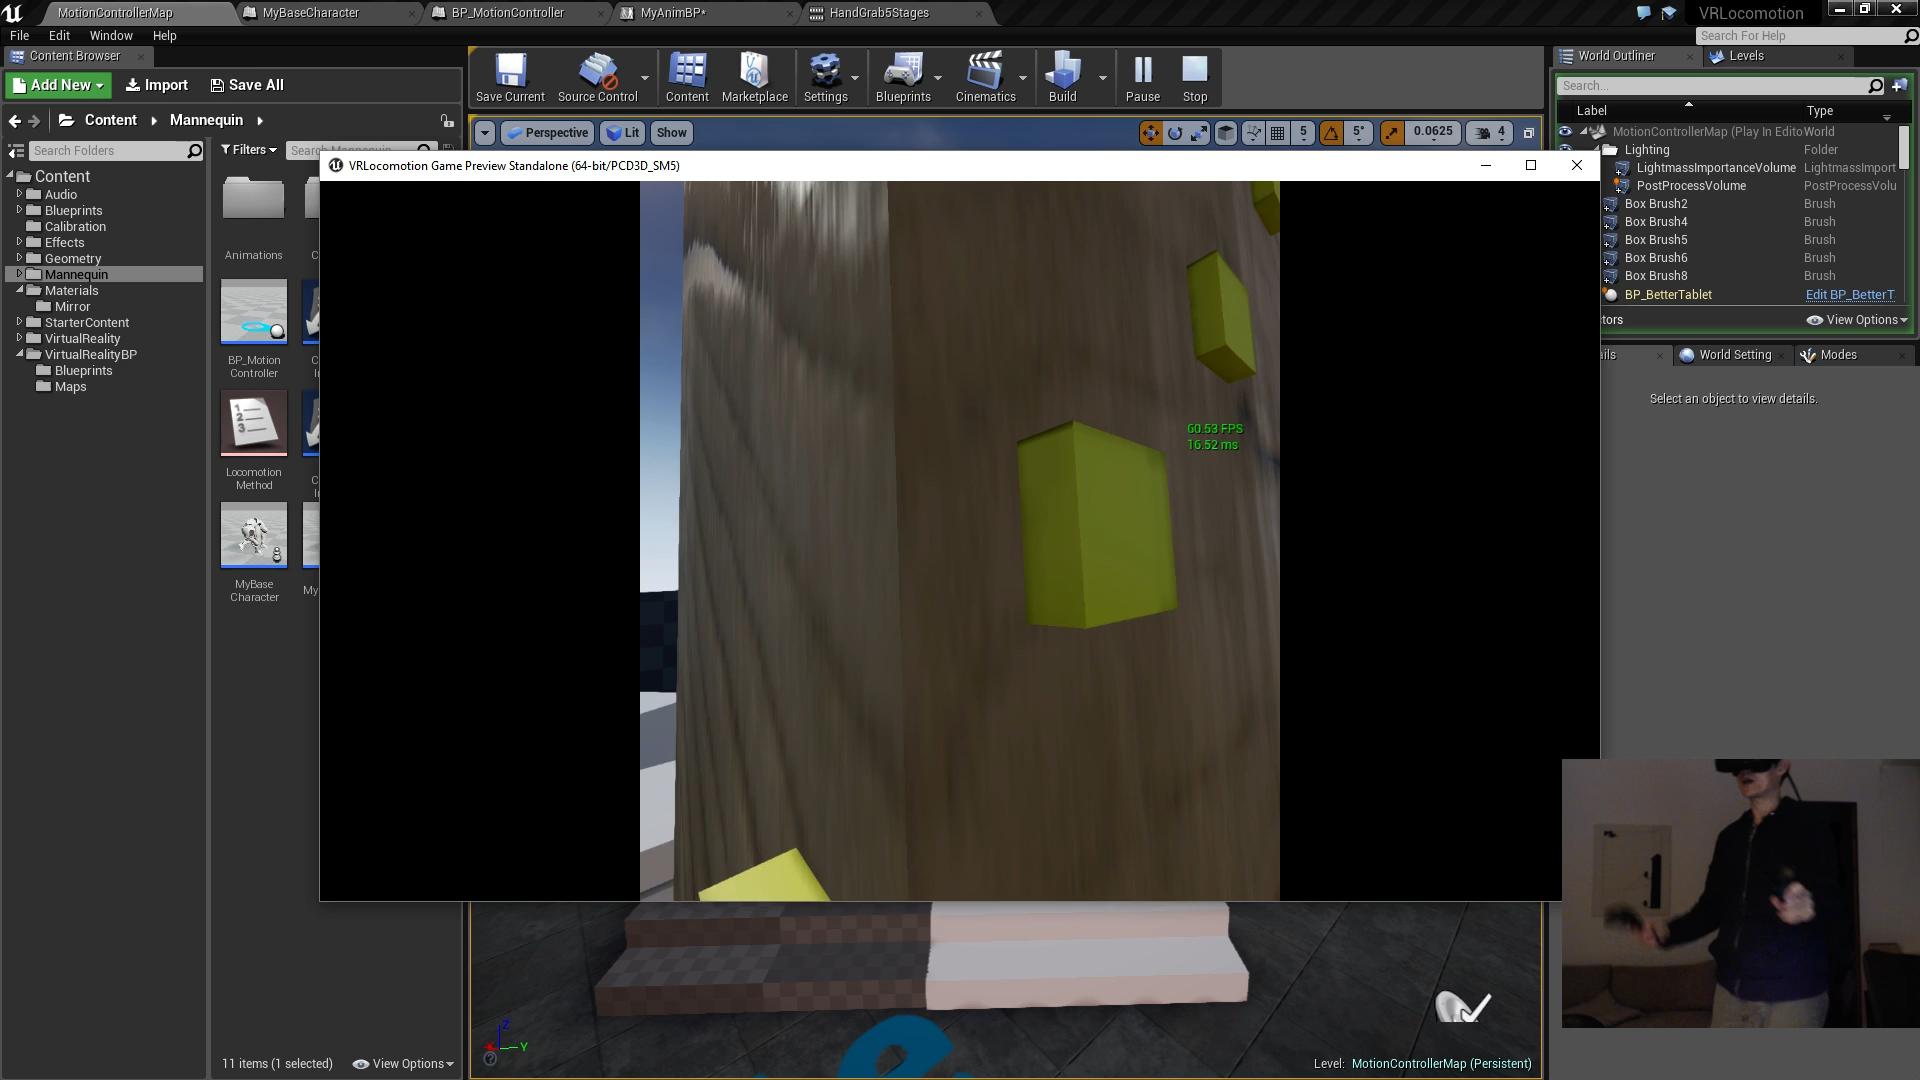 MotionControllerMap
MyBaseCharacter
BP_MotionController
MyAnimBP*
HandGrab5Stages
VRLocomotion
File
Edit
Window
Help
Search For Help
Content Browser
Add New
Import
Save All
Content
Mannequin
Search Folders
Filters
Search Mannequin
Content
Audio
Blueprints
Calibration
Effects
Geometry
Mannequin
Materials
Mirror
StarterContent
VirtualReality
VirtualRealityBP
Blueprints
Maps
Animations
BP_Motion
Controller
Locomotion
Method
MyBase
Character
My
11 items (1 selected)
View Options
Save Current
Source Control
Content
Marketplace
Settings
Blueprints
Cinematics
Build
Pause
Stop
Perspective
Lit
Show
5
5°
0.0625
4
VRLocomotion Game Preview Standalone (64-bit/PCD3D_SM5)
60.53 FPS
16.52 ms
Z
Y
Level: MotionControllerMap (Persistent)
World Outliner
Levels
Search...
Label
Type
MotionControllerMap (Play In Edito
World
Lighting
Folder
LightmassImportanceVolume
LightmassImport
PostProcessVolume
PostProcessVolu
Box Brush2
Brush
Box Brush4
Brush
Box Brush5
Brush
Box Brush6
Brush
Box Brush8
Brush
BP_BetterTablet
Edit BP_BetterT
tors
View Options
ails
World Setting
Modes
Select an object to view details.